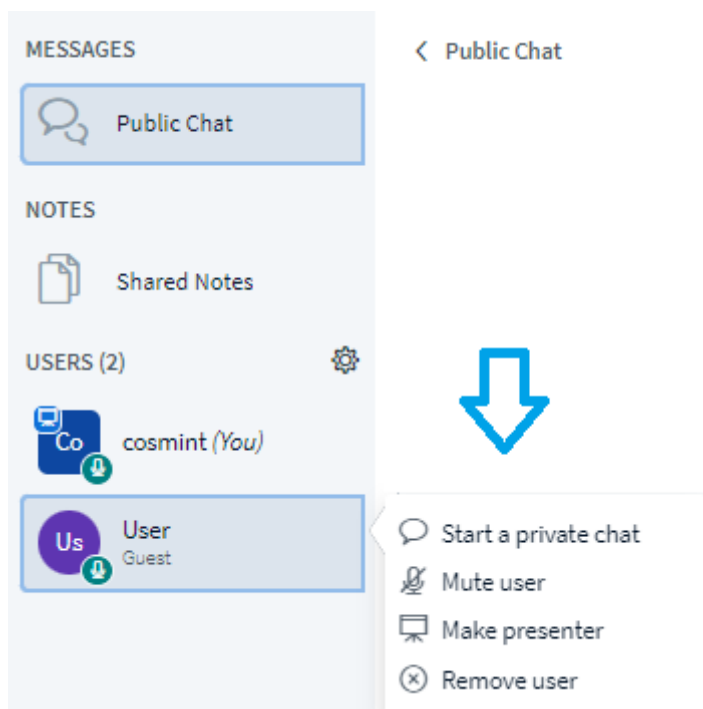 MESSAGES
Public Chat
NOTES
Shared Notes
USERS (2)
Co
cosmint (You)
Us
User
Guest
Public Chat
Start a private chat
Mute user
Make presenter
Remove user